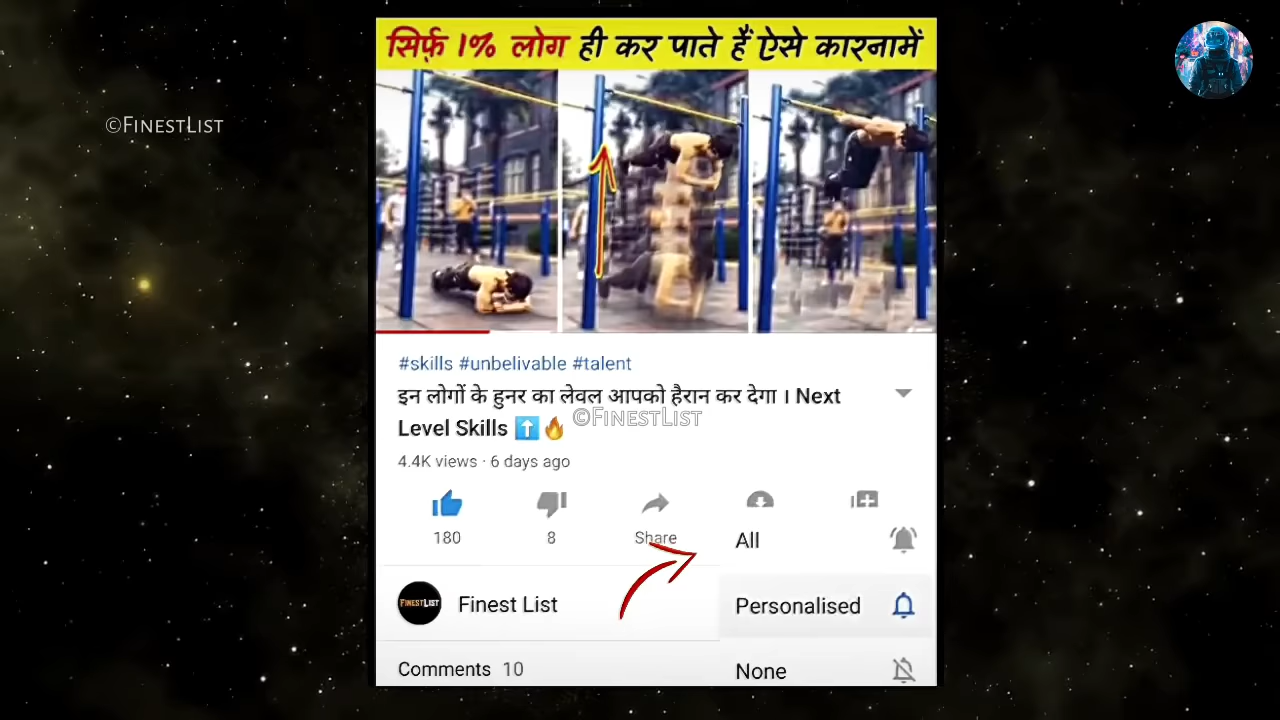 सिर्फ़ 1% लोग ही कर पाते हैं ऐसे कारनामें
©FINESTLIST
#skills #unbelivable #talent
इन लोगों के हुनर का लेवल आपको हैरान कर देगा । Next
Level Skills ⬆️🔥
©FINESTLIST
4.4K views · 6 days ago
180
8
Share
All
FINESTLIST
Finest List
Personalised
Comments 10
None